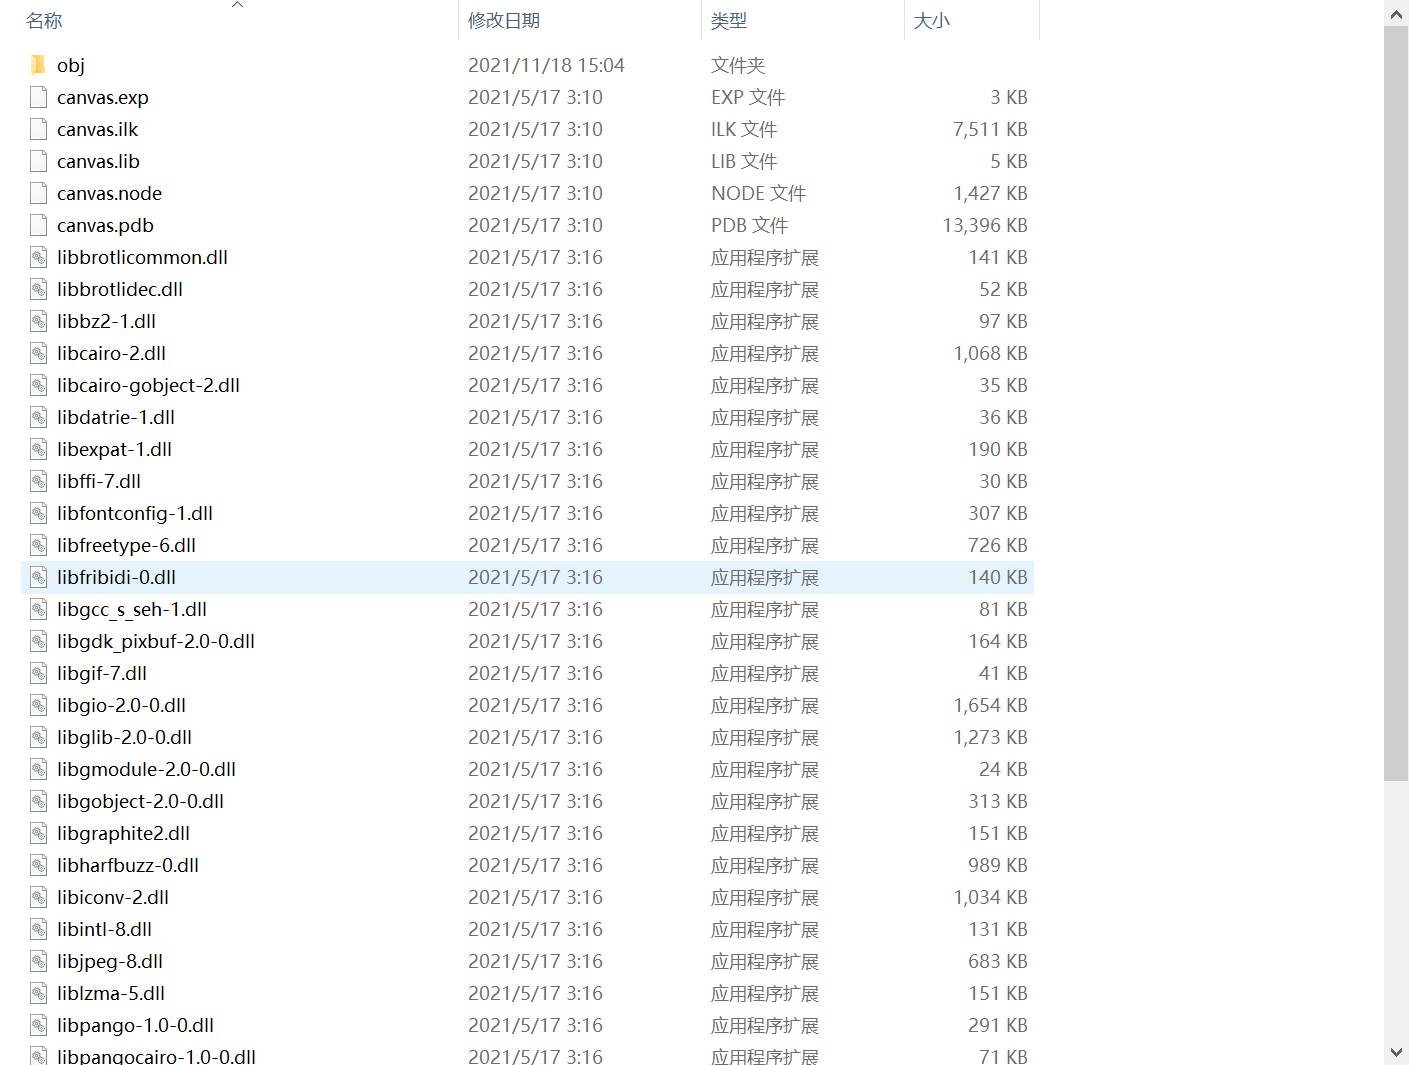 名称 修改日期 类型 大小
obj 2021/11/18 15:04 文件夹
canvas.exp 2021/5/17 3:10 EXP 文件 3 KB
canvas.ilk 2021/5/17 3:10 ILK 文件 7,511 KB
canvas.lib 2021/5/17 3:10 LIB 文件 5 KB
canvas.node 2021/5/17 3:10 NODE 文件 1,427 KB
canvas.pdb 2021/5/17 3:10 PDB 文件 13,396 KB
libbrotlicommon.dll 2021/5/17 3:16 应用程序扩展 141 KB
libbrotlidec.dll 2021/5/17 3:16 应用程序扩展 52 KB
libbz2-1.dll 2021/5/17 3:16 应用程序扩展 97 KB
libcairo-2.dll 2021/5/17 3:16 应用程序扩展 1,068 KB
libcairo-gobject-2.dll 2021/5/17 3:16 应用程序扩展 35 KB
libdatrie-1.dll 2021/5/17 3:16 应用程序扩展 36 KB
libexpat-1.dll 2021/5/17 3:16 应用程序扩展 190 KB
libffi-7.dll 2021/5/17 3:16 应用程序扩展 30 KB
libfontconfig-1.dll 2021/5/17 3:16 应用程序扩展 307 KB
libfreetype-6.dll 2021/5/17 3:16 应用程序扩展 726 KB
libfribidi-0.dll 2021/5/17 3:16 应用程序扩展 140 KB
libgcc_s_seh-1.dll 2021/5/17 3:16 应用程序扩展 81 KB
libgdk_pixbuf-2.0-0.dll 2021/5/17 3:16 应用程序扩展 164 KB
libgif-7.dll 2021/5/17 3:16 应用程序扩展 41 KB
libgio-2.0-0.dll 2021/5/17 3:16 应用程序扩展 1,654 KB
libglib-2.0-0.dll 2021/5/17 3:16 应用程序扩展 1,273 KB
libgmodule-2.0-0.dll 2021/5/17 3:16 应用程序扩展 24 KB
libgobject-2.0-0.dll 2021/5/17 3:16 应用程序扩展 313 KB
libgraphite2.dll 2021/5/17 3:16 应用程序扩展 151 KB
libharfbuzz-0.dll 2021/5/17 3:16 应用程序扩展 989 KB
libiconv-2.dll 2021/5/17 3:16 应用程序扩展 1,034 KB
libintl-8.dll 2021/5/17 3:16 应用程序扩展 131 KB
libjpeg-8.dll 2021/5/17 3:16 应用程序扩展 683 KB
liblzma-5.dll 2021/5/17 3:16 应用程序扩展 151 KB
libpango-1.0-0.dll 2021/5/17 3:16 应用程序扩展 291 KB
libpangocairo-1.0-0.dll 2021/5/17 3:16 应用程序扩展 71 KB